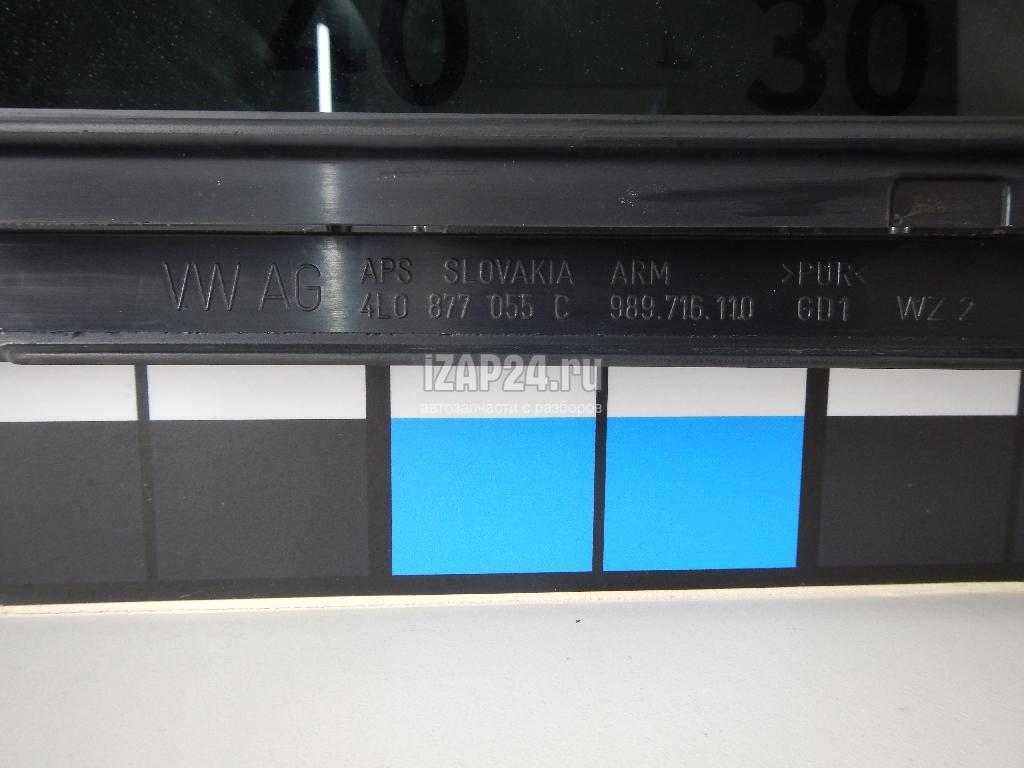 40 30
VW AG APS SLOVAKIA ARM >PUR<
4L0 877 055 C 989.716.110 GD1 WZ 2
iZAP24.ru
автозапчасти с разборов